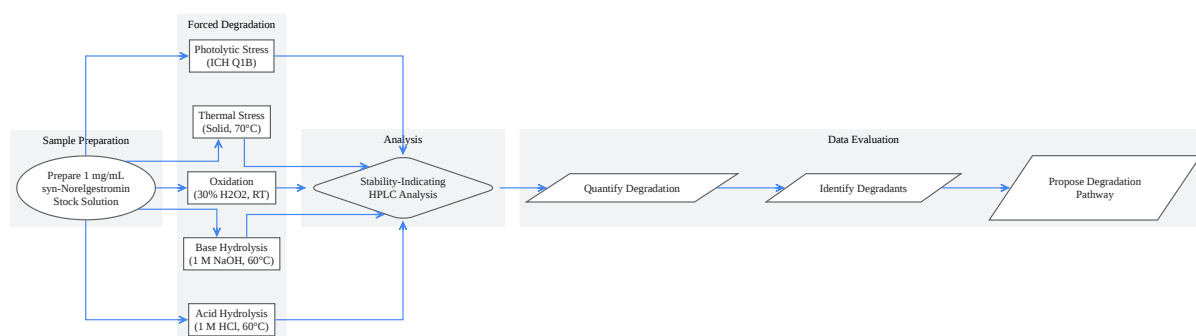 Forced Degradation
Photolytic Stress
(ICH Q1B)
Thermal Stress
(Solid, 70°C)
Sample Preparation
Analysis
Data Evaluation
Prepare 1 mg/mL
syn-Norelgestromin
Stock Solution
Oxidation
(30% H2O2, RT)
Stability-Indicating
HPLC Analysis
Quantify Degradation
Identify Degradants
Propose Degradation
Pathway
Base Hydrolysis
(1 M NaOH, 60°C)
Acid Hydrolysis
(1 M HCl, 60°C)